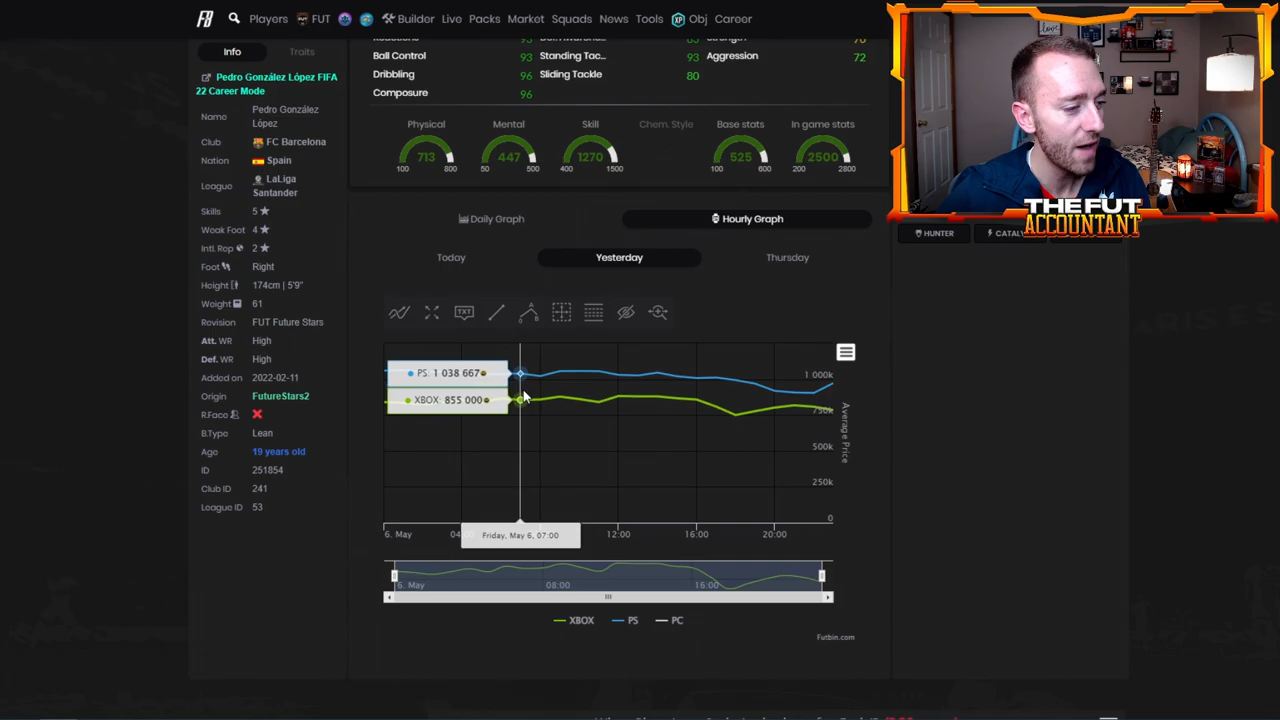 FB Players FUT Builder Live Packs Market Squads News Tools XP Obj Career
Info Traits
Pedro González López FIFA
22 Career Mode
Name Pedro González
López
Club FC Barcelona
Nation Spain
League LaLiga
Santander
Skills 5
Weak Foot 4
Intl. Rep 2
Foot Right
Height 174cm | 5'9"
Weight 61
Revision FUT Future Stars
Att. WR High
Def. WR High
Added on 2022-02-11
Origin FutureStars2
R.Face
B.Type Lean
Age 19 years old
ID 251854
Club ID 241
League ID 53
Ball Control 93 Standing Tac... 93 Aggression 72
Dribbling 96 Sliding Tackle 80
Composure 96
Physical Mental Skill Chem. Style Base stats In game stats
713 447 1270 525 2500
100 800 50 500 400 1500 100 600 200 2800
Daily Graph Hourly Graph
Today Yesterday Thursday
TXT
PS: 1 038 667
XBOX: 855 000
1 000k
750k
500k
250k
0
Average Price
6. May 12:00 16:00 20:00
Friday, May 6, 07:00
6. May 08:00 16:00
XBOX PS PC
Futbin.com
THE FUT
ACCOUNTANT
HUNTER